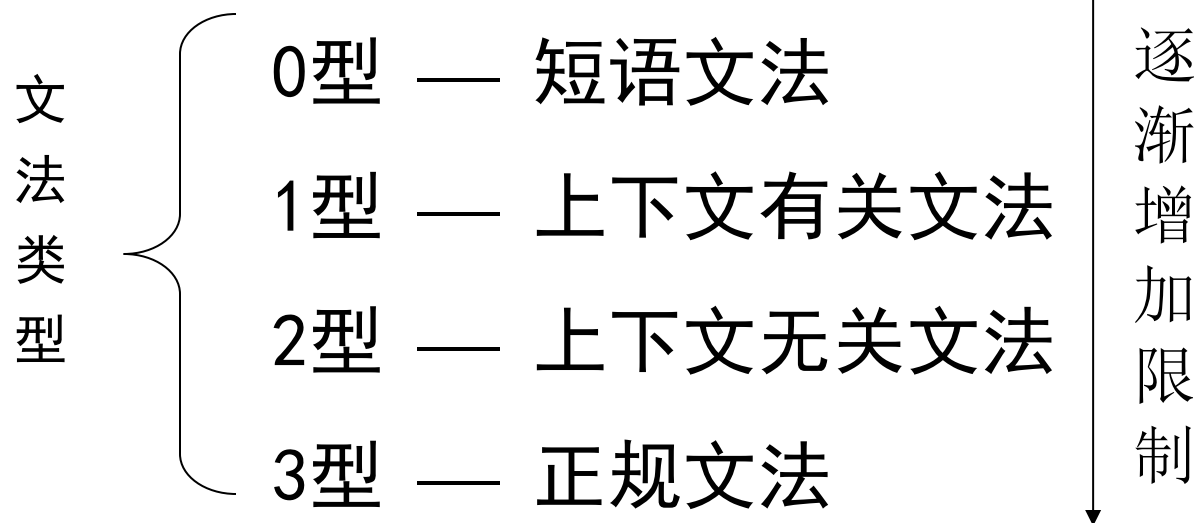 文法类型
0型 — 短语文法
1型 — 上下文有关文法
2型 — 上下文无关文法
3型 — 正规文法
逐渐增加限制